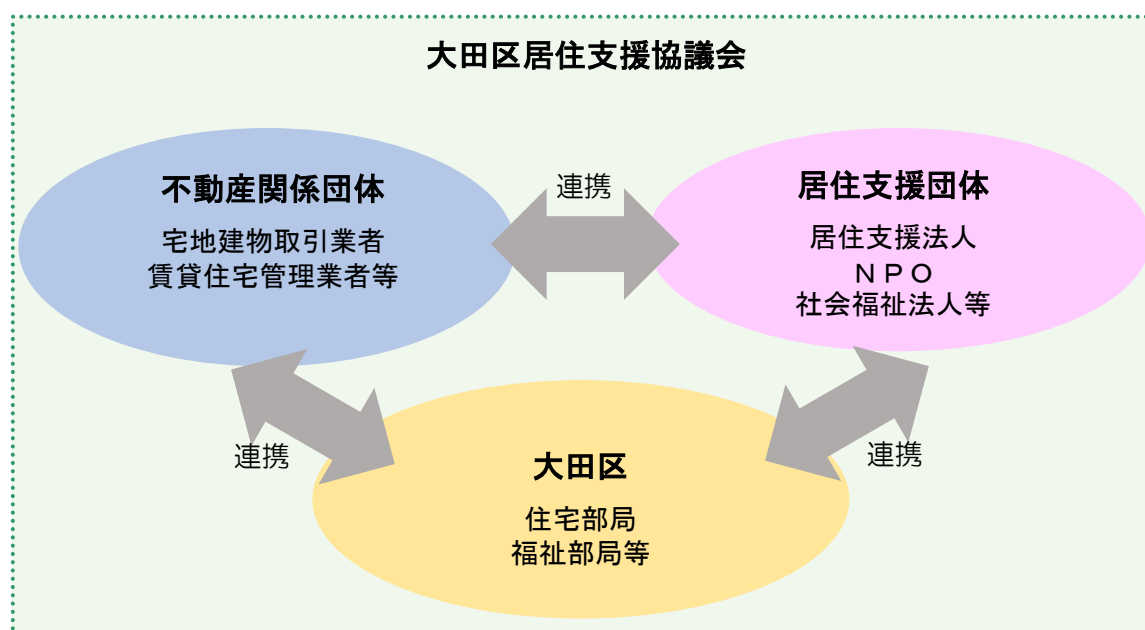 大田区居住支援協議会
不動産関係団体
宅地建物取引業者
賃貸住宅管理業者等
連携
居住支援団体
居住支援法人
ＮＰＯ
社会福祉法人等
連携
連携
大田区
住宅部局
福祉部局等